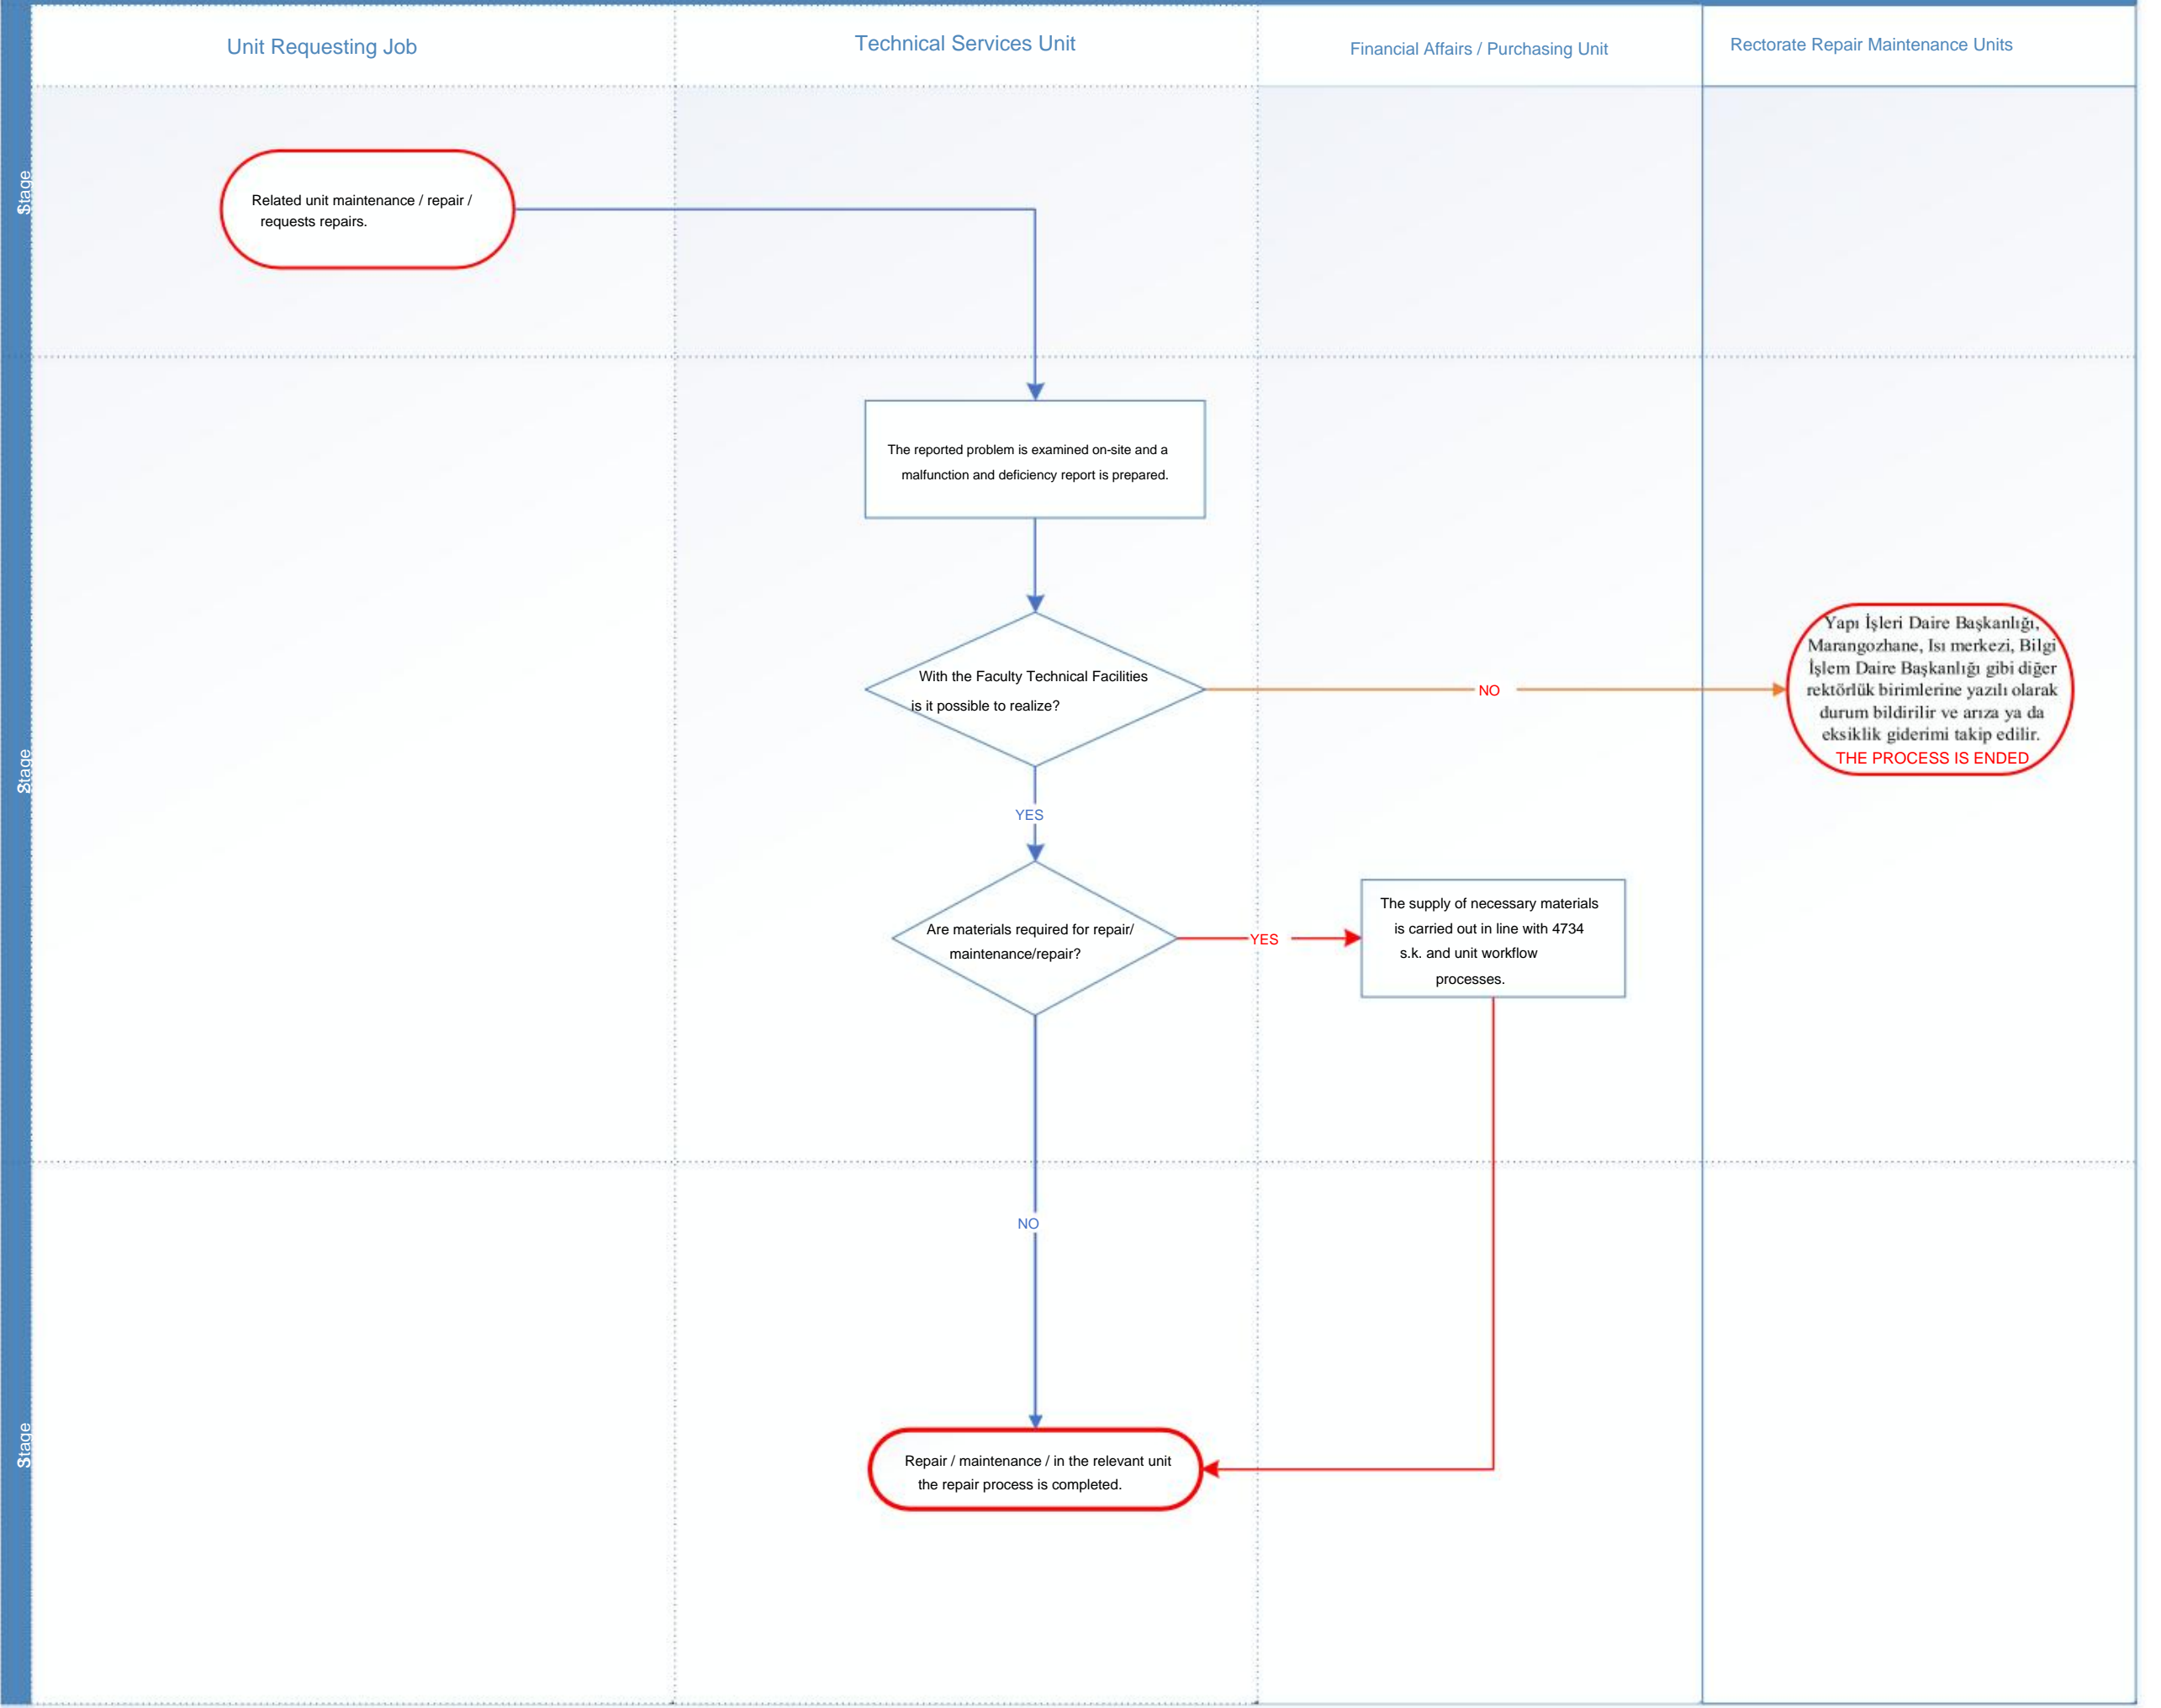 Unit Requesting Job
Technical Services Unit
Financial Affairs / Purchasing Unit
Rectorate Repair Maintenance Units
Stage
Related unit maintenance / repair /
requests repairs.
Stage
The reported problem is examined on-site and a
malfunction and deficiency report is prepared.
With the Faculty Technical Facilities
is it possible to realize?
NO
Yapı İşleri Daire Başkanlığı,
Marangozhane, Isı merkezi, Bilgi
İşlem Daire Başkanlığı gibi diğer
rektörlük birimlerine yazılı olarak
durum bildirilir ve arıza ya da
eksiklik giderimi takip edilir.
THE PROCESS IS ENDED
YES
Are materials required for repair/
maintenance/repair?
YES
The supply of necessary materials
is carried out in line with 4734
s.k. and unit workflow
processes.
Stage
NO
Repair / maintenance / in the relevant unit
the repair process is completed.